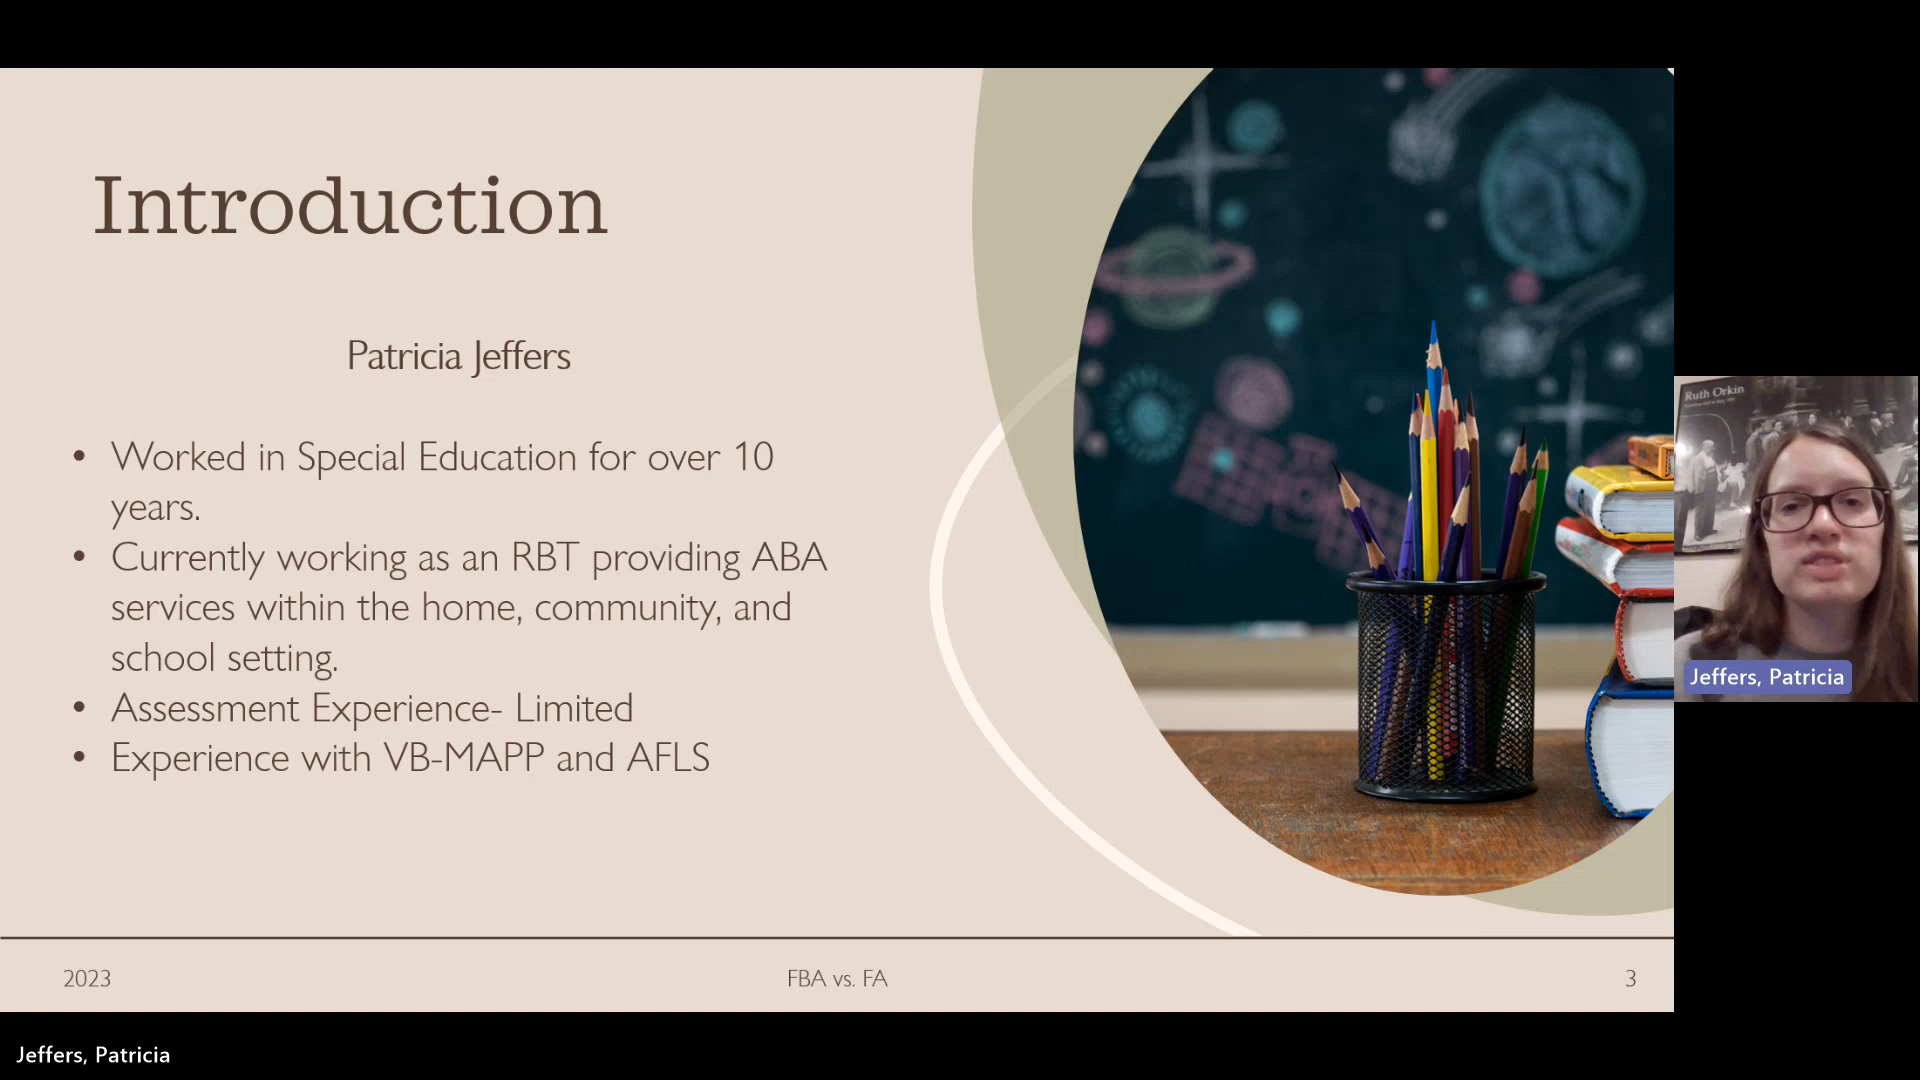 Introduction
Patricia Jeffers
• Worked in Special Education for over 10
years.
• Currently working as an RBT providing ABA
services within the home, community, and
school setting.
• Assessment Experience- Limited
• Experience with VB-MAPP and AFLS
2023
FBA vs. FA
3
Ruth Orkin
Jeffers, Patricia
Jeffers, Patricia